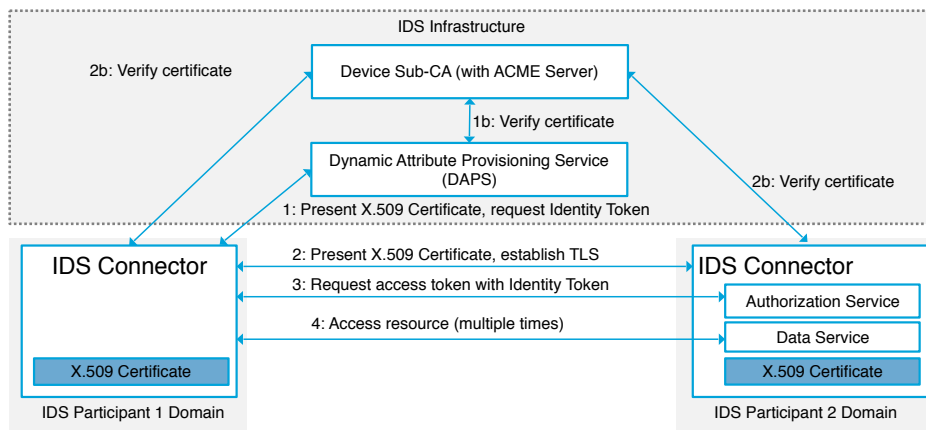 IDS Infrastructure
2b: Verify certificate
Device Sub-CA (with ACME Server)
1b: Verify certificate
Dynamic Attribute Provisioning Service
(DAPS)
2b: Verify certificate
1: Present X.509 Certificate, request Identity Token
IDS Connector
2: Present X.509 Certificate, establish TLS
IDS Connector
3: Request access token with Identity Token
Authorization Service
4: Access resource (multiple times)
Data Service
X.509 Certificate
X.509 Certificate
IDS Participant 1 Domain
IDS Participant 2 Domain